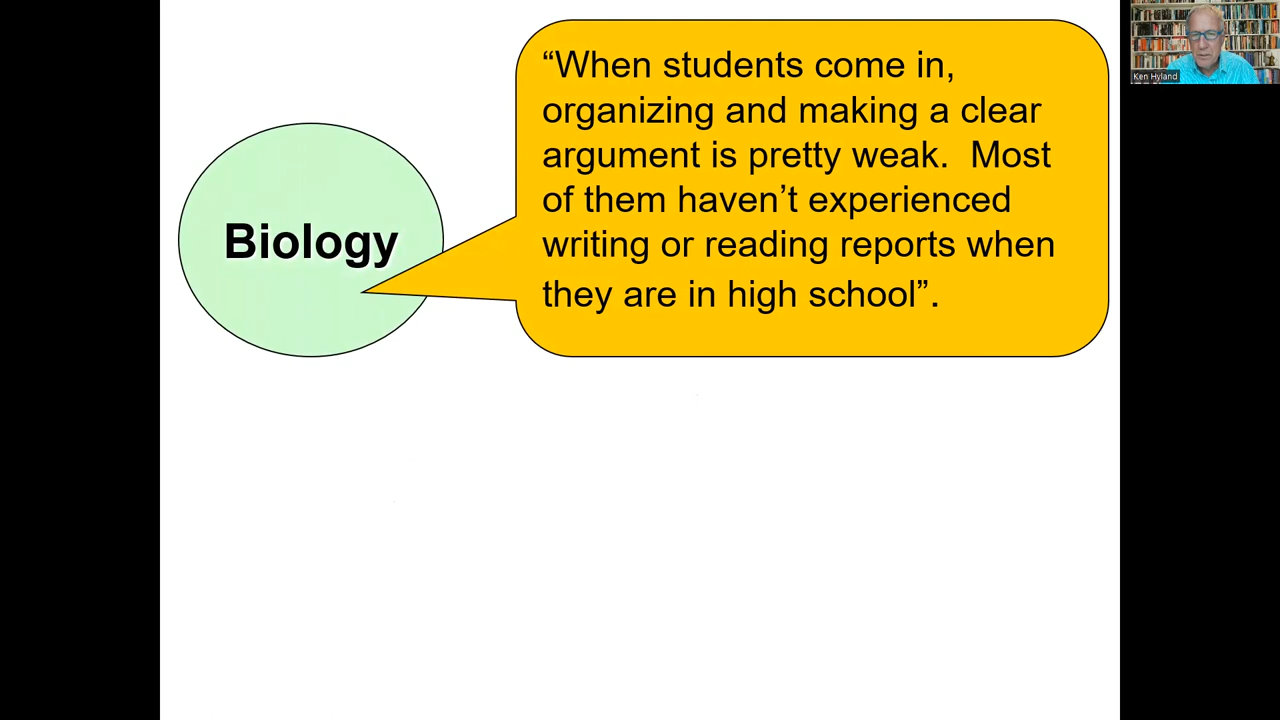 Biology
“When students come in,
organizing and making a clear
argument is pretty weak.  Most
of them haven’t experienced
writing or reading reports when
they are in high school”.
Ken Hyland